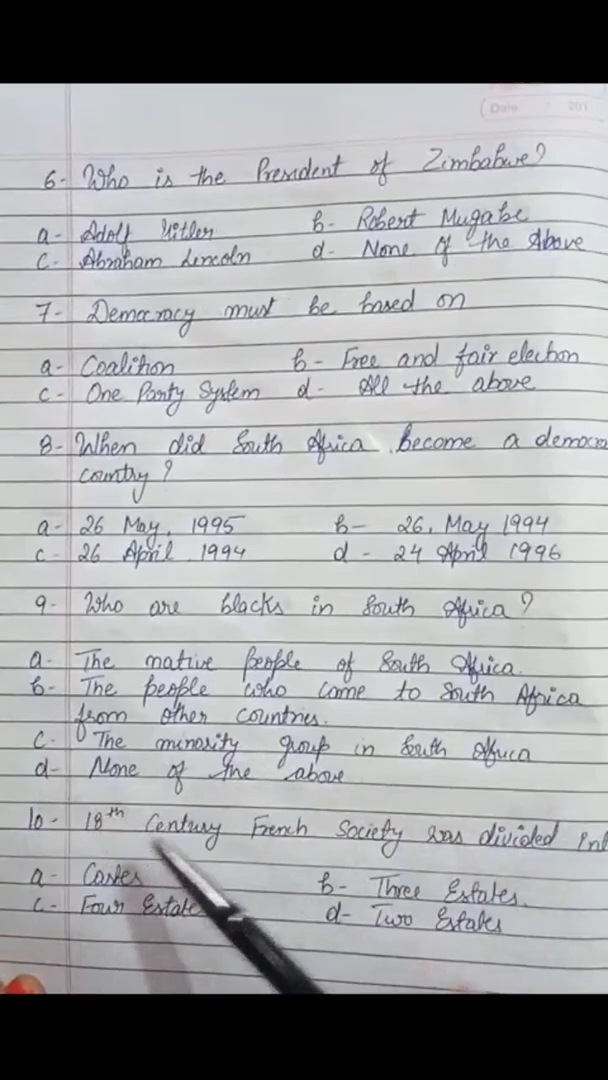 Date 201
6- Who is the President of Zimbabwe?
a- Adolf Hitler b- Robert Mugabe
c- Abraham Lincoln d- None of the Above
7- Democracy must be based on
a- Coalition b- Free and fair election
c- One Party System d- All the above
8- When did South Africa become a democra
country?
a- 26 May, 1995 b- 26, May 1994
c- 26 April 1994 d- 24 April 1996
9- Who are blacks in South Africa?
a- The native people of South Africa.
b- The people who come to South Africa
from other countries.
c- The minority group in South Africa
d- None of the above
10- 18th Century French Society was divided int
a- Castes b- Three Estates.
c- Four Estate d- Two Estates